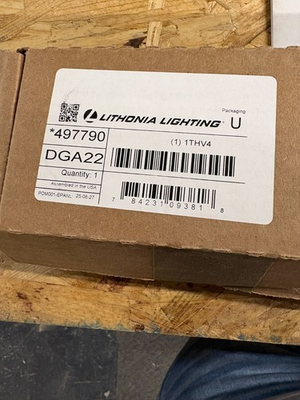 Packaging
LITHONIA LIGHTING® U
*497790
(1) 1THV4
DGA22
Quantity: 1
Assembled in the USA
7 84231 09381 8